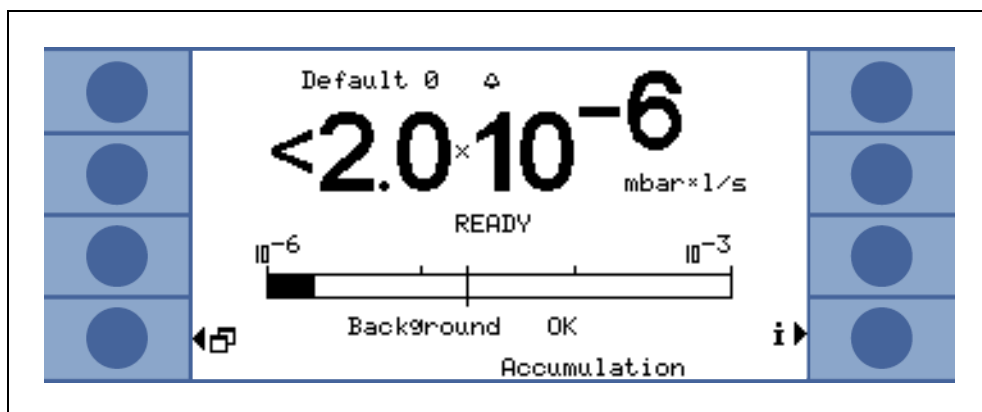 Default 0
<2.0×10⁻⁶
mbar×l/s
READY
10⁻⁶ 10⁻³
Background OK
i
Accumulation